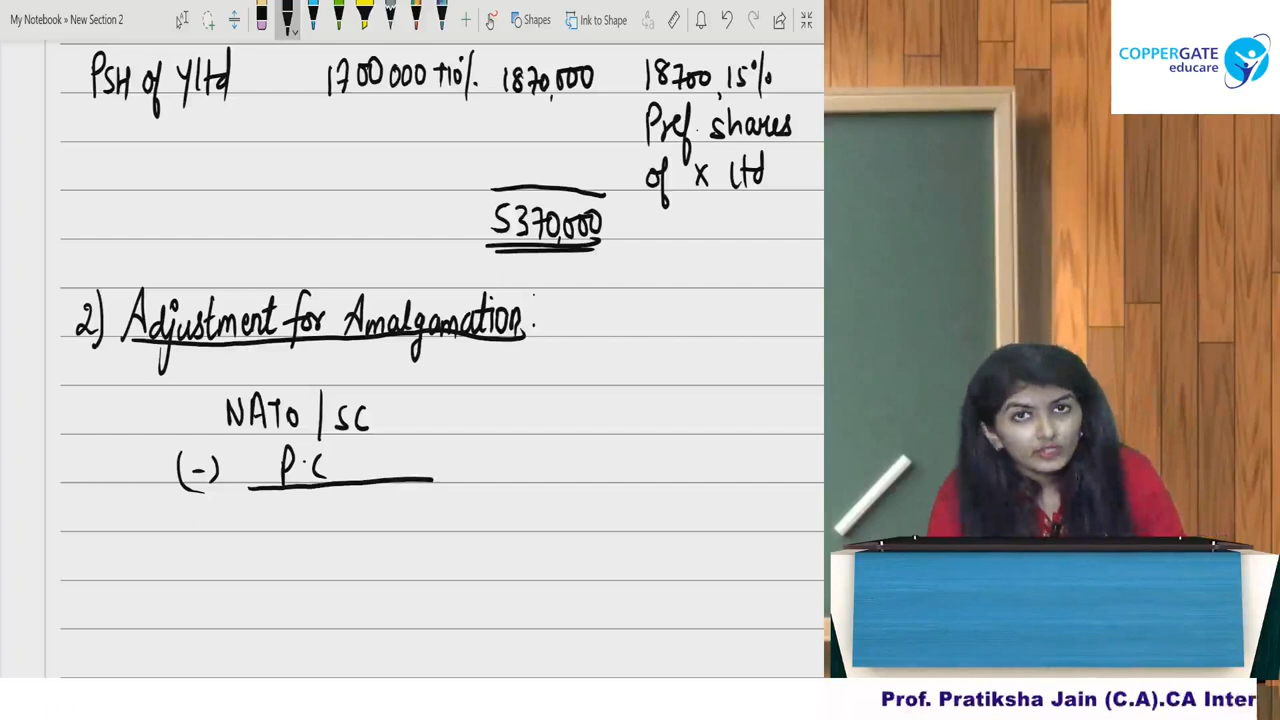 My Notebook » New Section 2
Shapes
Ink to Shape
COPPERGATE
educare
PSH of Y Ltd 1700000 +10% 1870,000 18700, 15%
Pref. shares
of X Ltd
5370,000
2) Adjustment for Amalgamation:
NATO / SC
(-) P.C
Prof. Pratiksha Jain (C.A).CA Inter